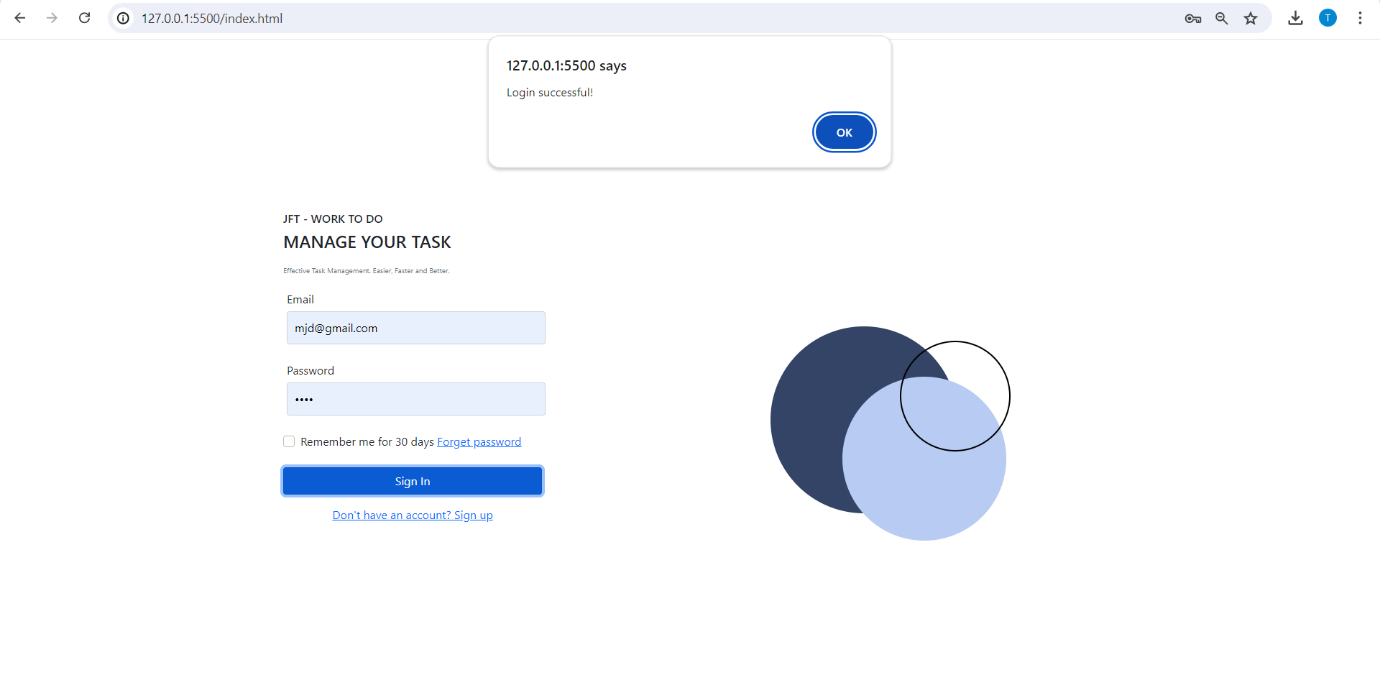 127.0.0.1:5500/index.html
T
127.0.0.1:5500 says
Login successful!
OK
JFT - WORK TO DO
MANAGE YOUR TASK
Effective Task Management. Easier, Faster and Better.
Email
mjd@gmail.com
Password
••••
Remember me for 30 days Forget password
Sign In
Don't have an account? Sign up